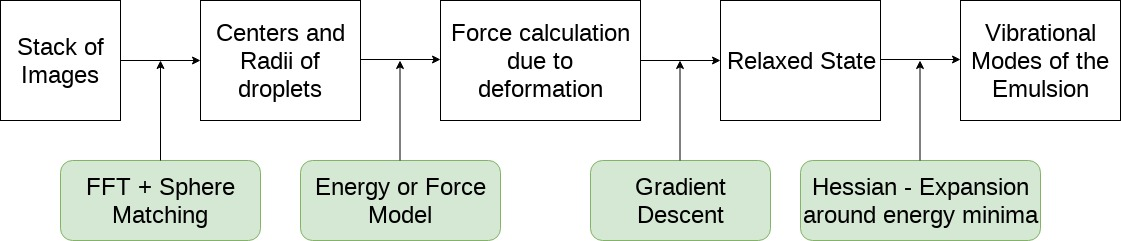 Stack of
Images
Centers and
Radii of
droplets
Force calculation
due to
deformation
Relaxed State
Vibrational
Modes of the
Emulsion
FFT + Sphere
Matching
Energy or Force
Model
Gradient
Descent
Hessian - Expansion
around energy minima